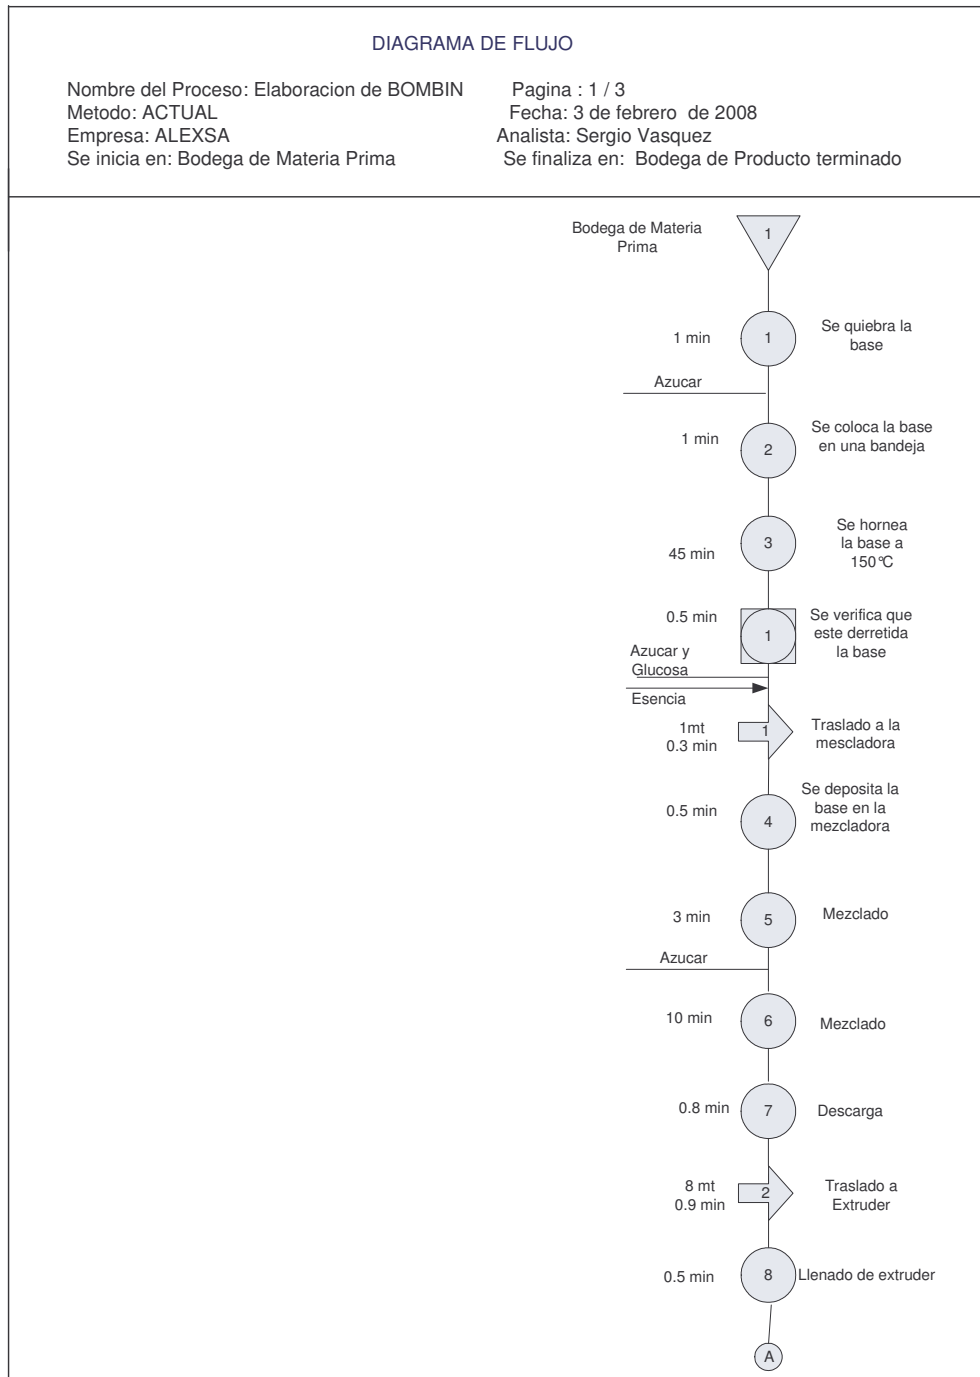 DIAGRAMA DE FLUJO
Nombre del Proceso: Elaboracion de BOMBIN Pagina : 1 / 3
Metodo: ACTUAL Fecha: 3 de febrero de 2008
Empresa: ALEXSA Analista: Sergio Vasquez
Se inicia en: Bodega de Materia Prima Se finaliza en: Bodega de Producto terminado
Bodega de Materia
Prima
1
1 min
1
Se quiebra la
base
Azucar
1 min
2
Se coloca la base
en una bandeja
45 min
3
Se hornea
la base a
150°C
0.5 min
1
Se verifica que
este derretida
la base
Azucar y
Glucosa
Esencia
1mt
0.3 min
1
Traslado a la
mescladora
0.5 min
4
Se deposita la
base en la
mezcladora
3 min
5
Mezclado
Azucar
10 min
6
Mezclado
0.8 min
7
Descarga
8 mt
0.9 min
2
Traslado a
Extruder
0.5 min
8
Llenado de extruder
A